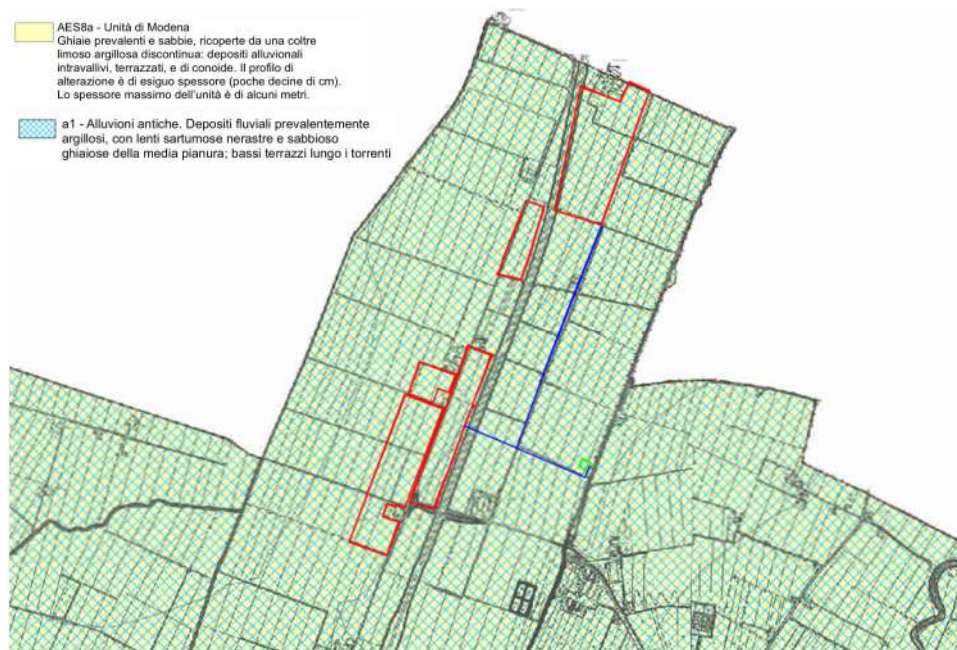 AES8a - Unità di Modena
Ghiaie prevalenti e sabbie, ricoperte da una coltre
limoso argillosa discontinua: depositi alluvionali
intravallivi, terrazzati, e di conoide. Il profilo di
alterazione è di esiguo spessore (poche decine di cm).
Lo spessore massimo dell'unità è di alcuni metri.
a1 - Alluvioni antiche. Depositi fluviali prevalentemente
argillosi, con lenti sartumose nerastre e sabbioso
ghiaiose della media pianura; bassi terrazzi lungo i torrenti